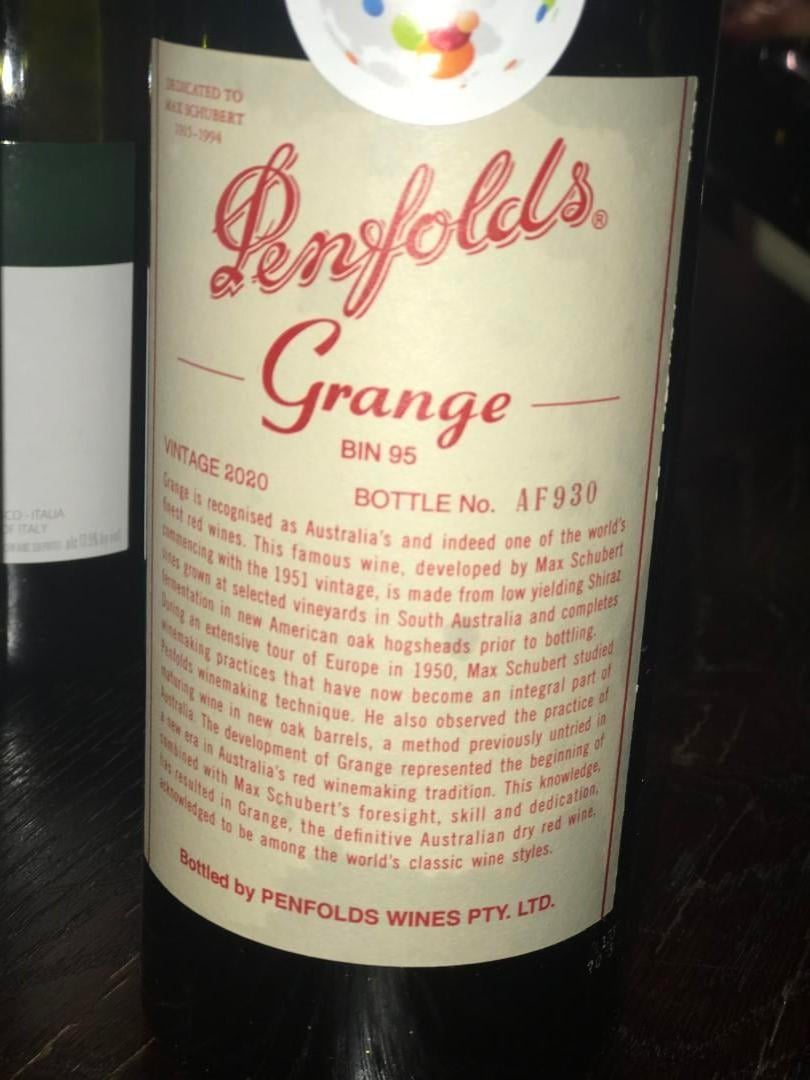 DEDICATED TO
MAX SCHUBERT
1915-1994
Penfolds®
Grange
BIN 95
VINTAGE 2020
BOTTLE No. AF930
Grange is recognised as Australia's and indeed one of the world's
finest red wines. This famous wine, developed by Max Schubert
commencing with the 1951 vintage, is made from low yielding Shiraz
vines grown at selected vineyards in South Australia and completes
fermentation in new American oak hogsheads prior to bottling.
During an extensive tour of Europe in 1950, Max Schubert studied
winemaking practices that have now become an integral part of
Penfolds winemaking technique. He also observed the practice of
maturing wine in new oak barrels, a method previously untried in
Australia. The development of Grange represented the beginning of
a new era in Australia's red winemaking tradition. This knowledge,
combined with Max Schubert's foresight, skill and dedication,
has resulted in Grange, the definitive Australian dry red wine,
acknowledged to be among the world's classic wine styles.
Bottled by PENFOLDS WINES PTY. LTD.
CO - ITALIA
OF ITALY